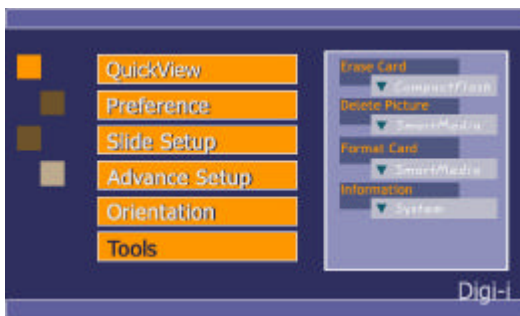 QuickView
Preference
Slide Setup
Advance Setup
Orientation
Tools
Erase Card
CompactFlash
Delete Picture
SmartMedia
Format Card
SmartMedia
Information
System
Digi-i